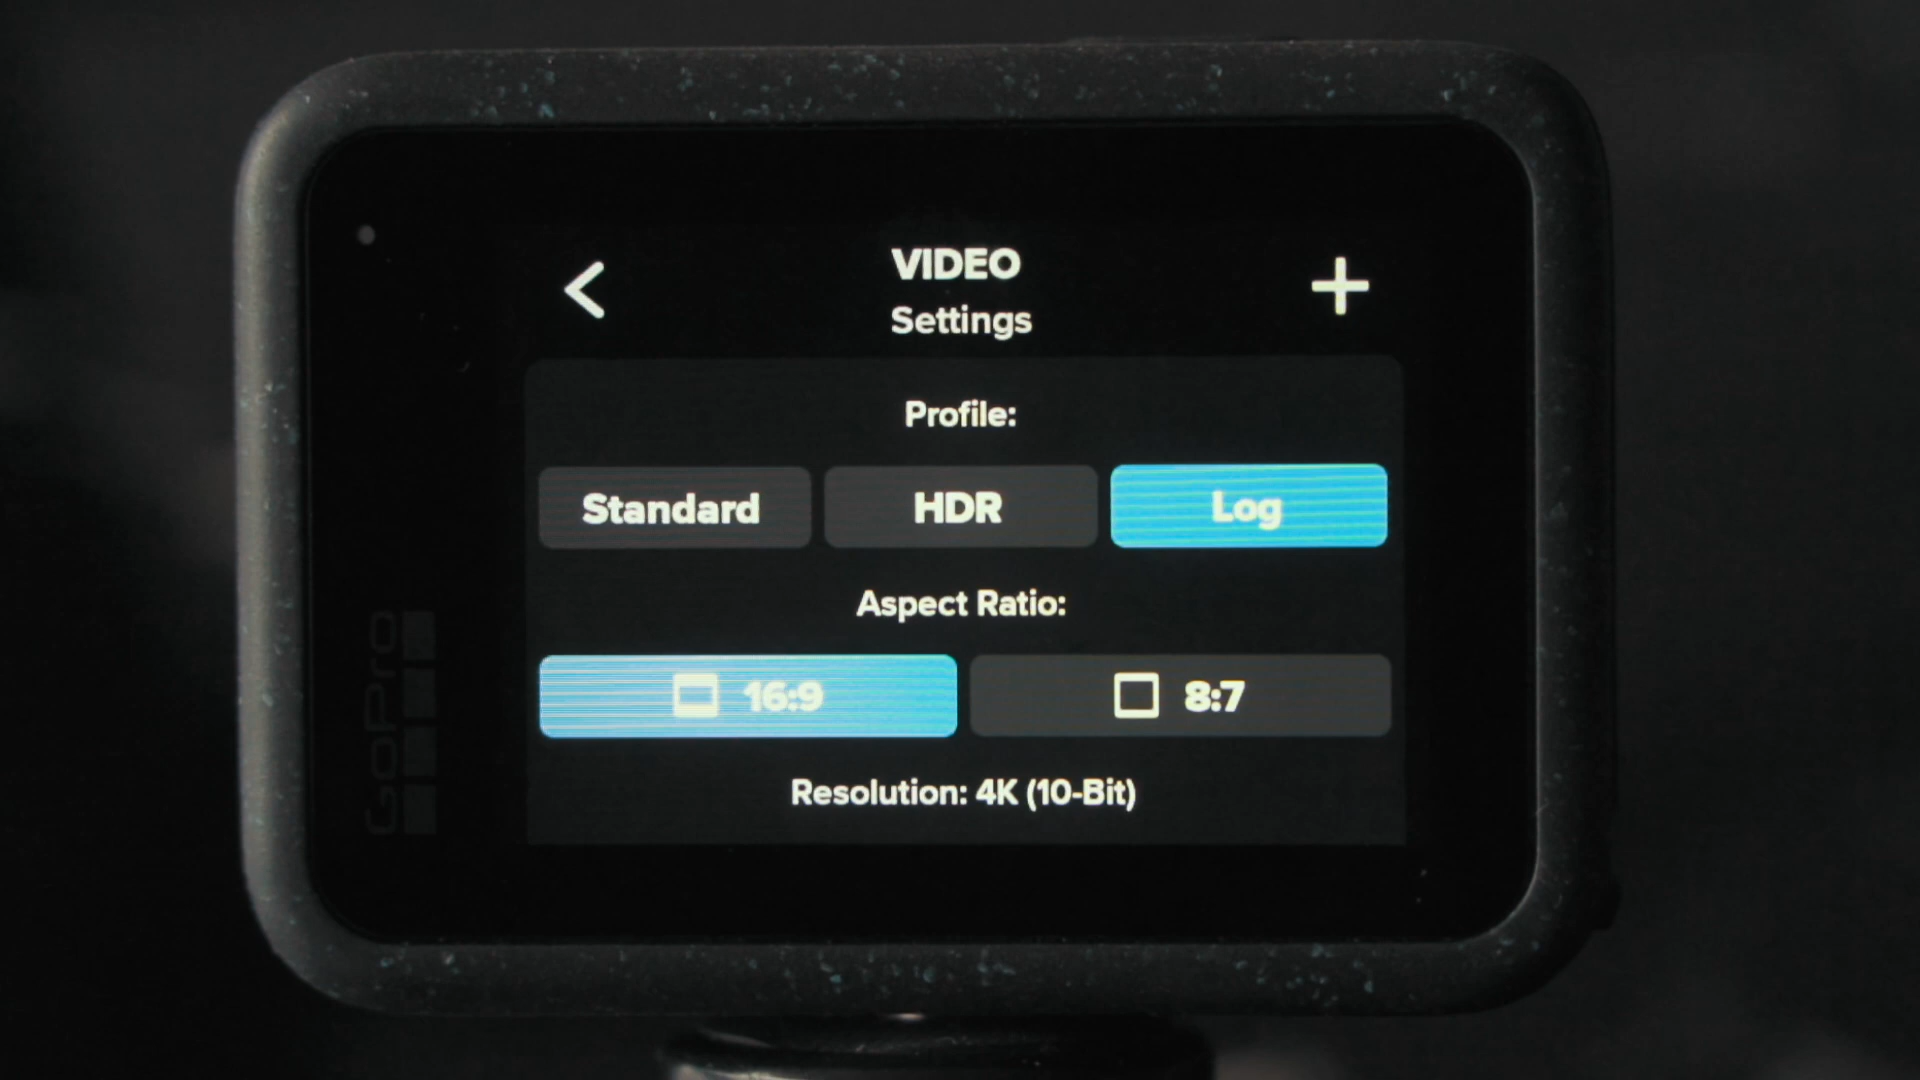 VIDEO
Settings
Profile:
Standard HDR Log
Aspect Ratio:
16:9 8:7
Resolution: 4K (10-Bit)
GoPro